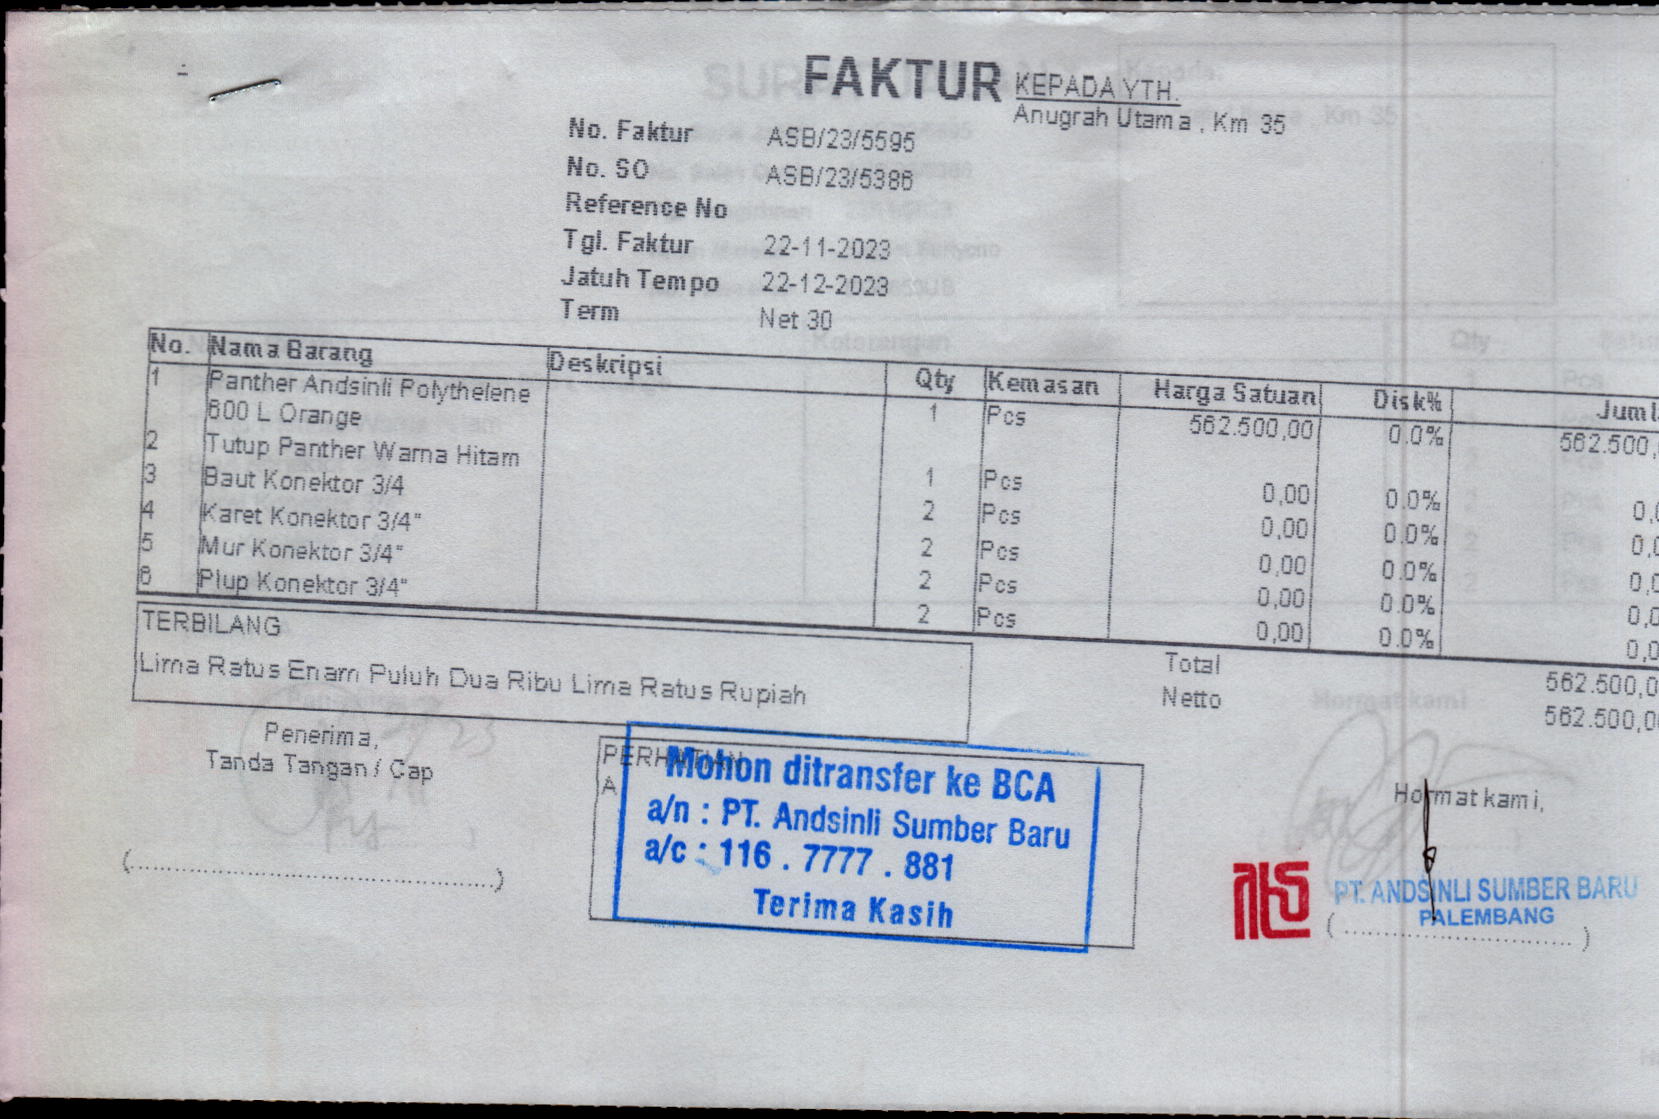 FAKTUR
KEPADA YTH.
Anugrah Utama , Km 35
No. Faktur ASB/23/5595
No. SO ASB/23/5386
Reference No
Tgl. Faktur 22-11-2023
Jatuh Tempo 22-12-2023
Term Net 30
No. Nama Barang Deskripsi Qty Kemasan Harga Satuan Disk%
1 Panther Andsinli Polythelene 1 Pcs 562.500,00 0.0% 562.500,
600 L Orange
2 Tutup Panther Warna Hitam 1 Pcs 0,00 0.0%
3 Baut Konektor 3/4 2 Pcs 0,00 0.0%
4 Karet Konektor 3/4" 2 Pcs 0,00 0.0%
5 Mur Konektor 3/4" 2 Pcs 0,00 0.0%
6 Plup Konektor 3/4" 2 Pcs 0,00 0.0%
TERBILANG
Lima Ratus Enam Puluh Dua Ribu Lima Ratus Rupiah
Total 562.500,0
Netto 562.500,0
Penerima,
Tanda Tangan / Cap
PERHATIAN
A
Mohon ditransfer ke BCA
a/n : PT. Andsinli Sumber Baru
a/c : 116 . 7777 . 881
Terima Kasih
Hormat kami,
PT. ANDSINLI SUMBER BARU
PALEMBANG